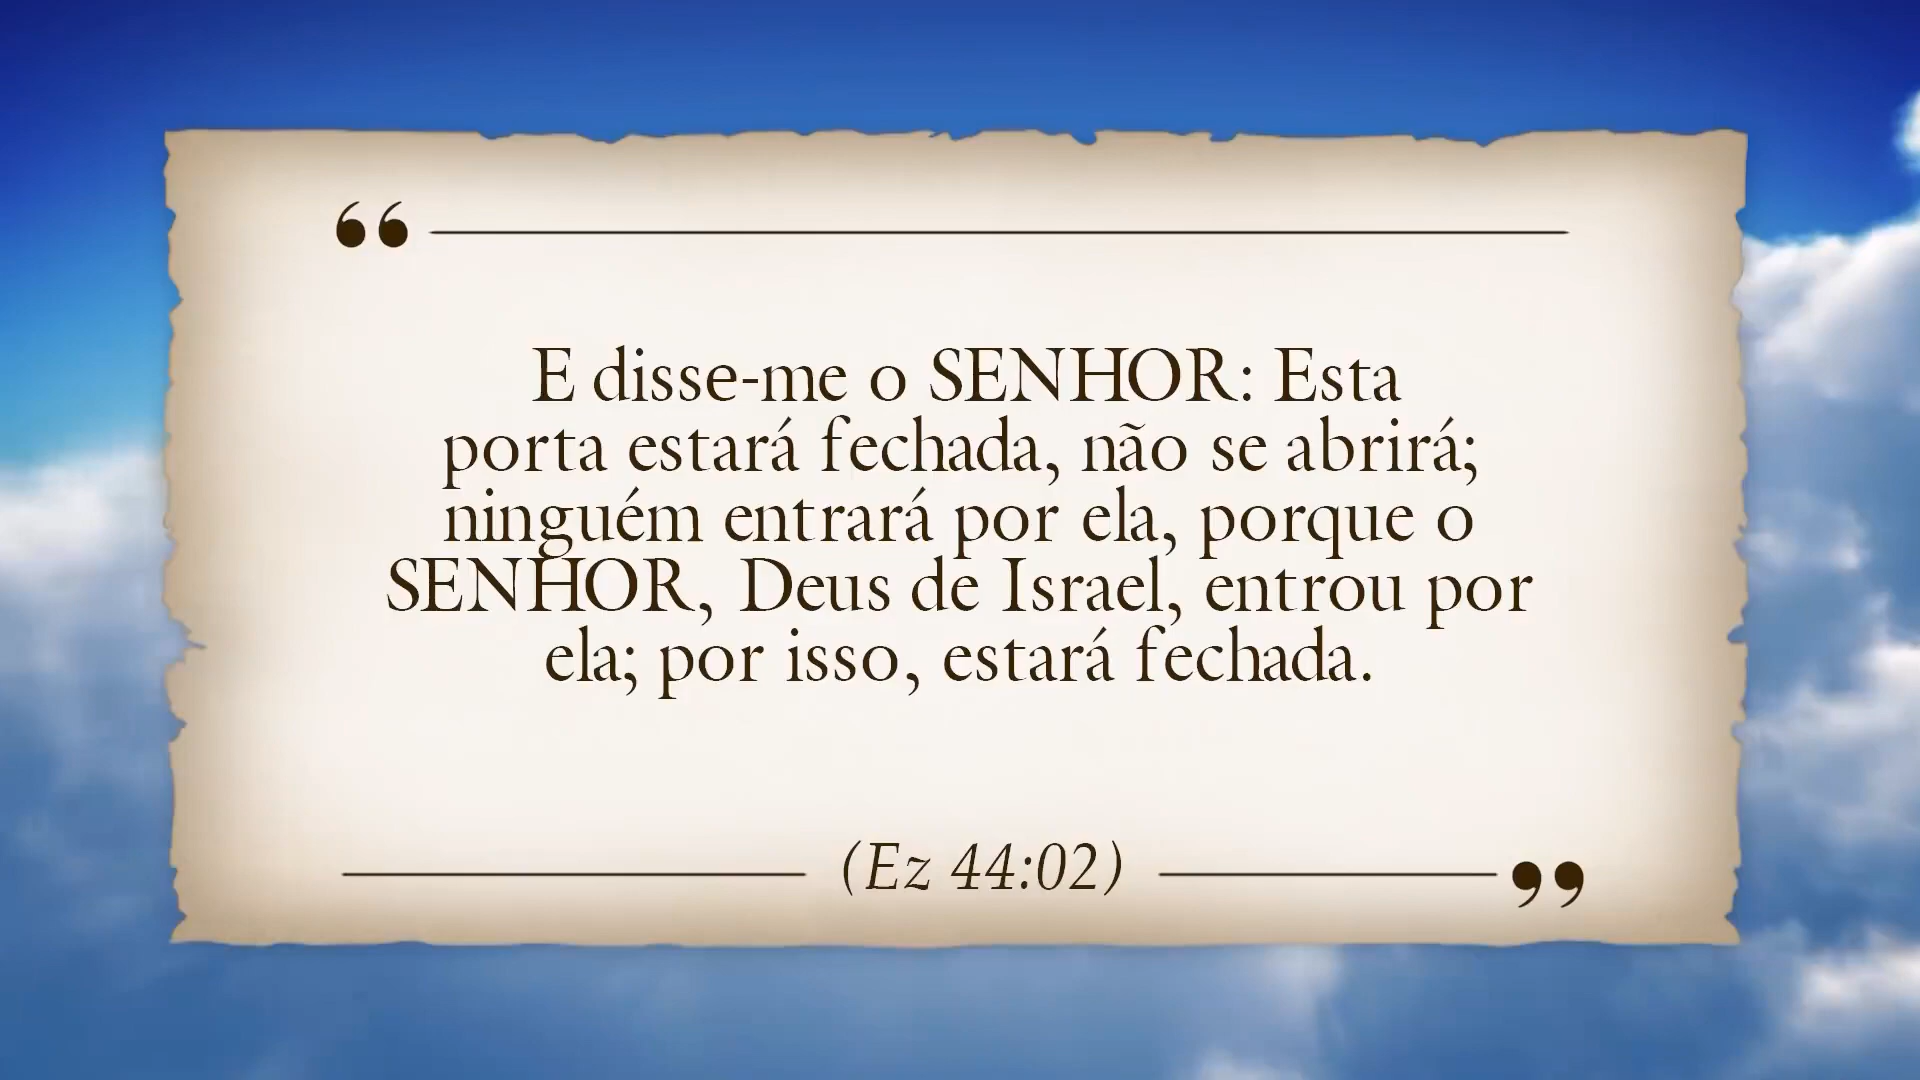 “
E disse-me o SENHOR: Esta
porta estará fechada, não se abrirá;
ninguém entrará por ela, porque o
SENHOR, Deus de Israel, entrou por
ela; por isso, estará fechada.
(Ez 44:02)
”